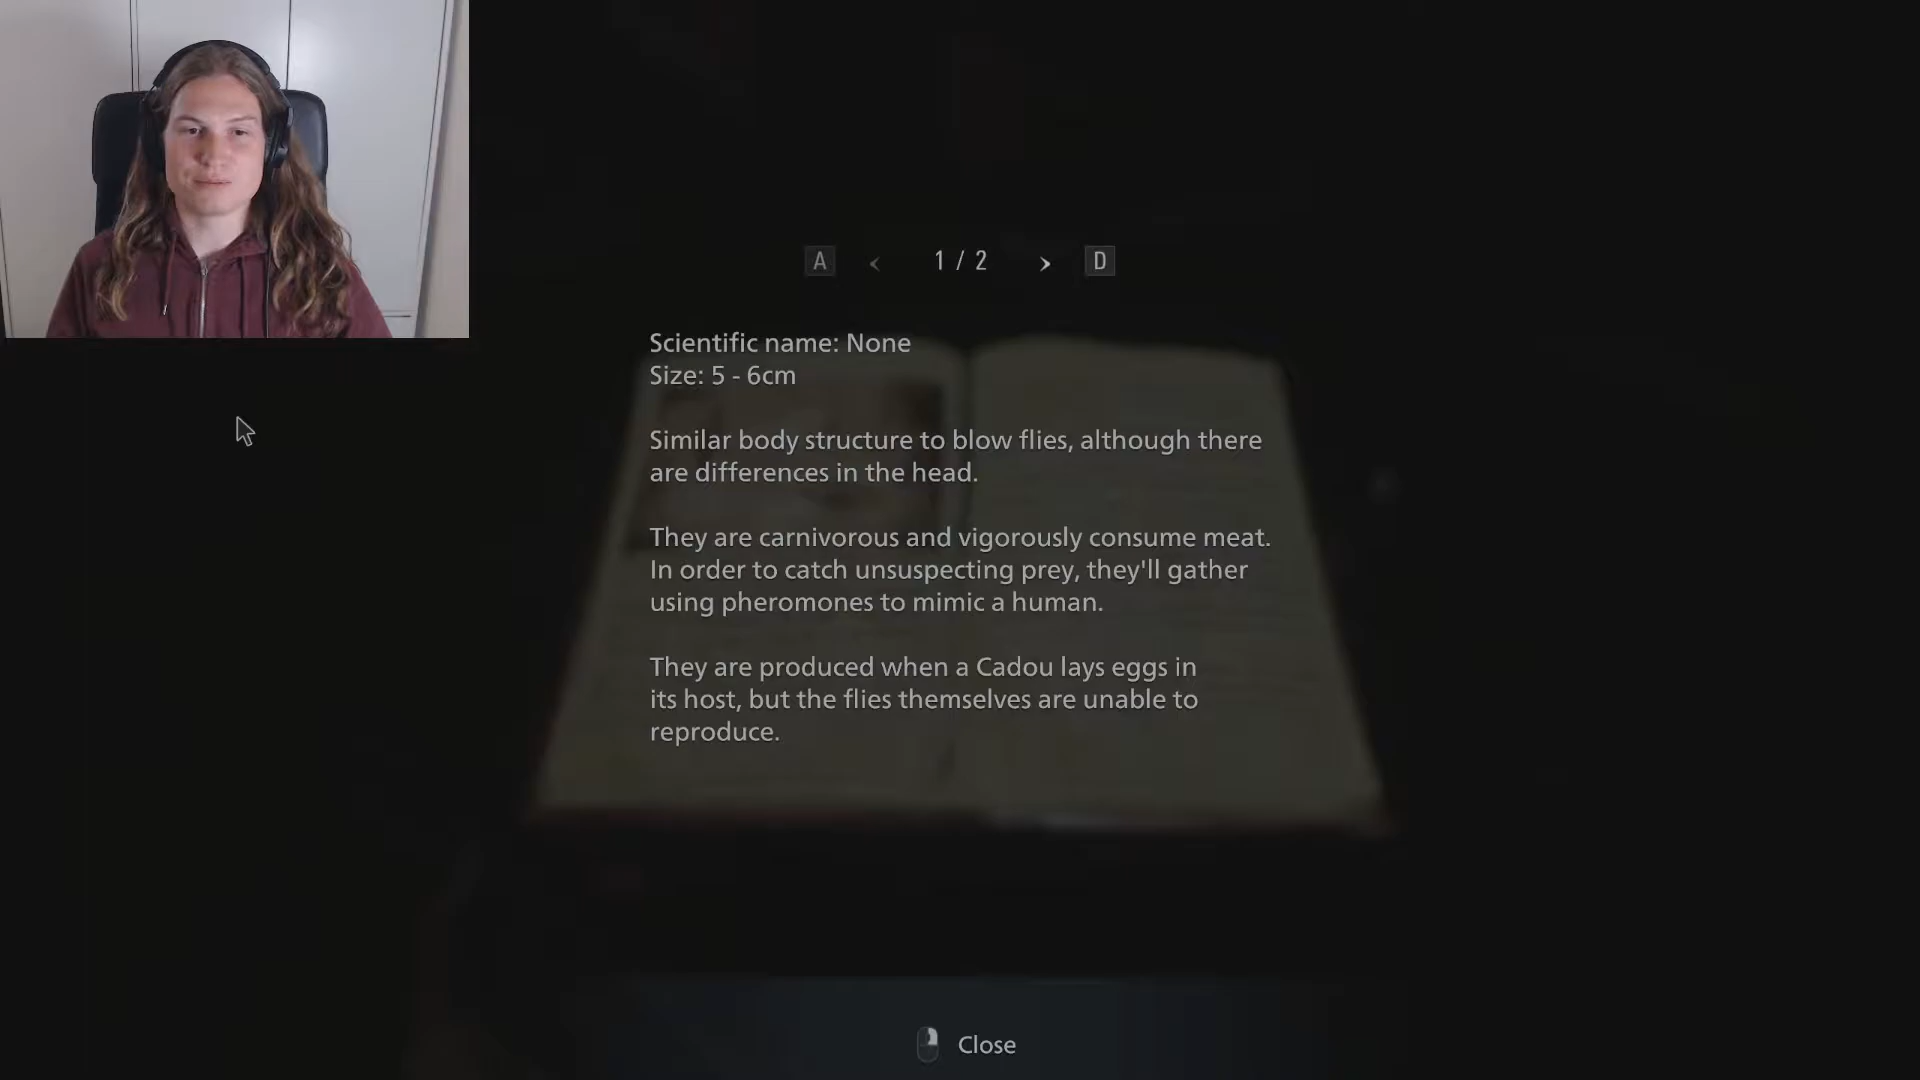 A < 1 / 2 > D
Scientific name: None
Size: 5 - 6cm
Similar body structure to blow flies, although there
are differences in the head.
They are carnivorous and vigorously consume meat.
In order to catch unsuspecting prey, they'll gather
using pheromones to mimic a human.
They are produced when a Cadou lays eggs in
its host, but the flies themselves are unable to
reproduce.
Close